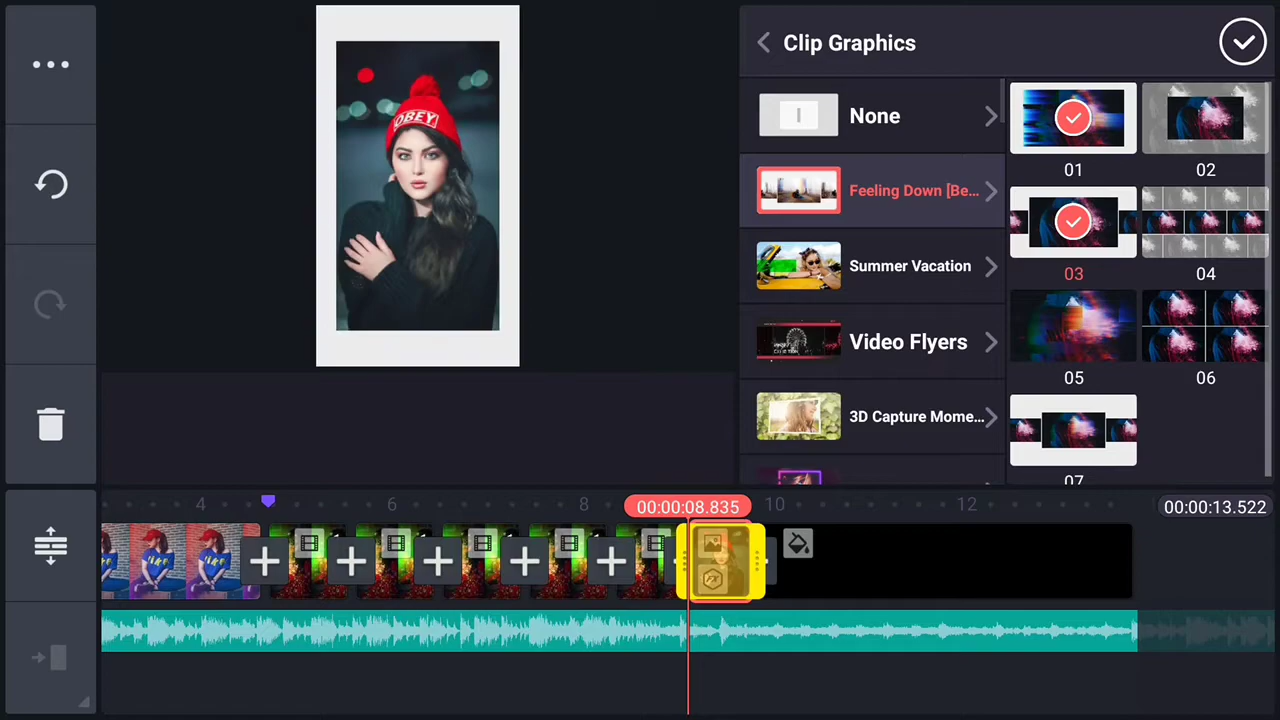 Clip Graphics
None
Feeling Down [Be...
Summer Vacation
Video Flyers
3D Capture Mome...
01
02
03
04
05
06
07
OBEY
4
6
8
00:00:08.835
10
12
00:00:13.522